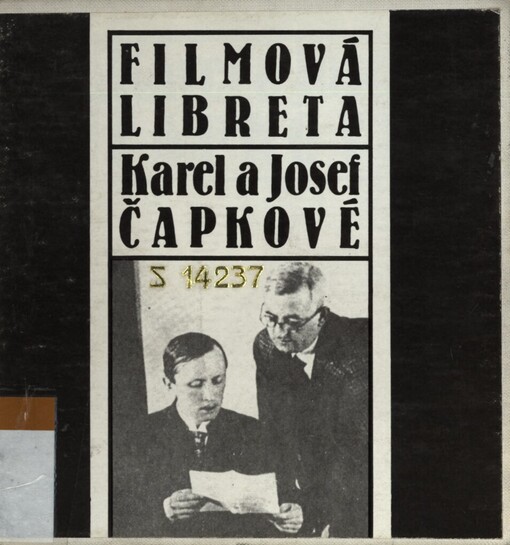 FILMOVÁ
LIBRETA
Karel a Josef
ČAPKOVÉ
S 14237